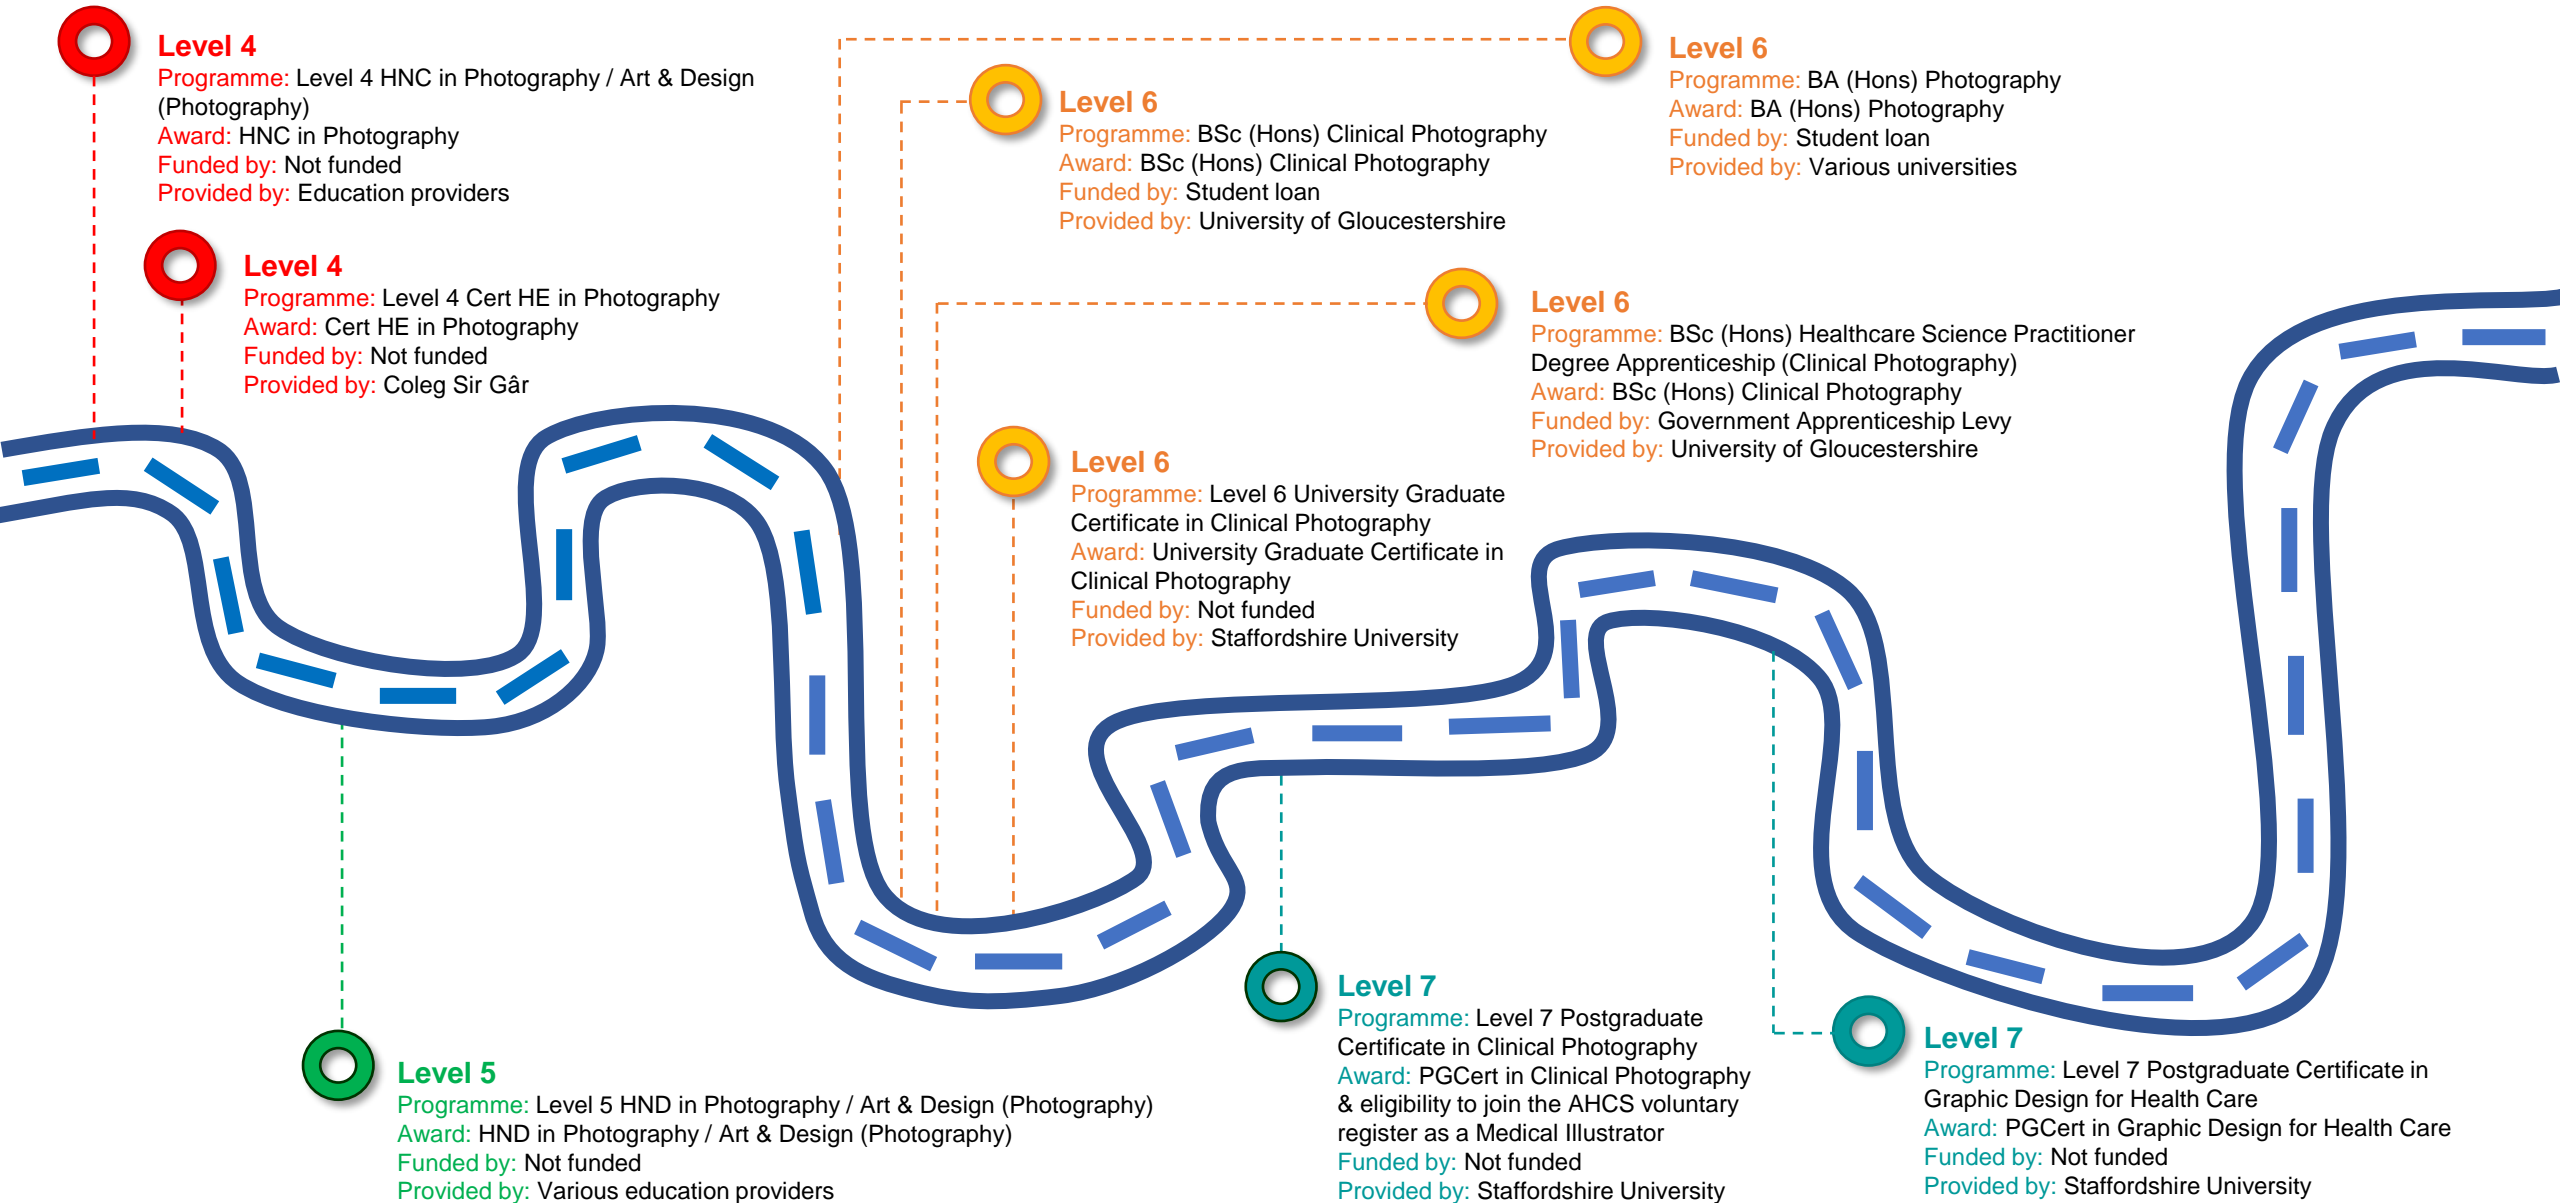 Level 4
Programme: Level 4 HNC in Photography / Art & Design
(Photography)
Award: HNC in Photography
Funded by: Not funded
Provided by: Education providers
Level 4
Programme: Level 4 Cert HE in Photography
Award: Cert HE in Photography
Funded by: Not funded
Provided by: Coleg Sir Gâr
Level 5
Programme: Level 5 HND in Photography / Art & Design (Photography)
Award: HND in Photography / Art & Design (Photography)
Funded by: Not funded
Provided by: Various education providers
Level 6
Programme: BA (Hons) Photography
Award: BA (Hons) Photography
Funded by: Student loan
Provided by: Various universities
Level 6
Programme: BSc (Hons) Clinical Photography
Award: BSc (Hons) Clinical Photography
Funded by: Student loan
Provided by: University of Gloucestershire
Level 6
Programme: BSc (Hons) Healthcare Science Practitioner
Degree Apprenticeship (Clinical Photography)
Award: BSc (Hons) Clinical Photography
Funded by: Government Apprenticeship Levy
Provided by: University of Gloucestershire
Level 6
Programme: Level 6 University Graduate
Certificate in Clinical Photography
Award: University Graduate Certificate in
Clinical Photography
Funded by: Not funded
Provided by: Staffordshire University
Level 7
Programme: Level 7 Postgraduate
Certificate in Clinical Photography
Award: PGCert in Clinical Photography
& eligibility to join the AHCS voluntary
register as a Medical Illustrator
Funded by: Not funded
Provided by: Staffordshire University
Level 7
Programme: Level 7 Postgraduate Certificate in
Graphic Design for Health Care
Award: PGCert in Graphic Design for Health Care
Funded by: Not funded
Provided by: Staffordshire University